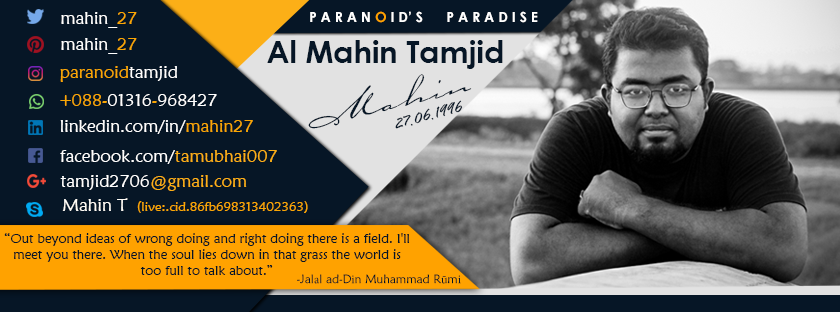 mahin_27
mahin_27
paranoidtamjid
+088-01316-968427
linkedin.com/in/mahin27
facebook.com/tamubhai007
tamjid2706@gmail.com
Mahin T (live:.cid.86fb698313402363)
PARANOID'S PARADISE
Al Mahin Tamjid
Mahin
27.06.1996
“Out beyond ideas of wrong doing and right doing there is a field. I'll
meet you there. When the soul lies down in that grass the world is
too full to talk about.”
-Jalal ad-Din Muhammad Rūmī